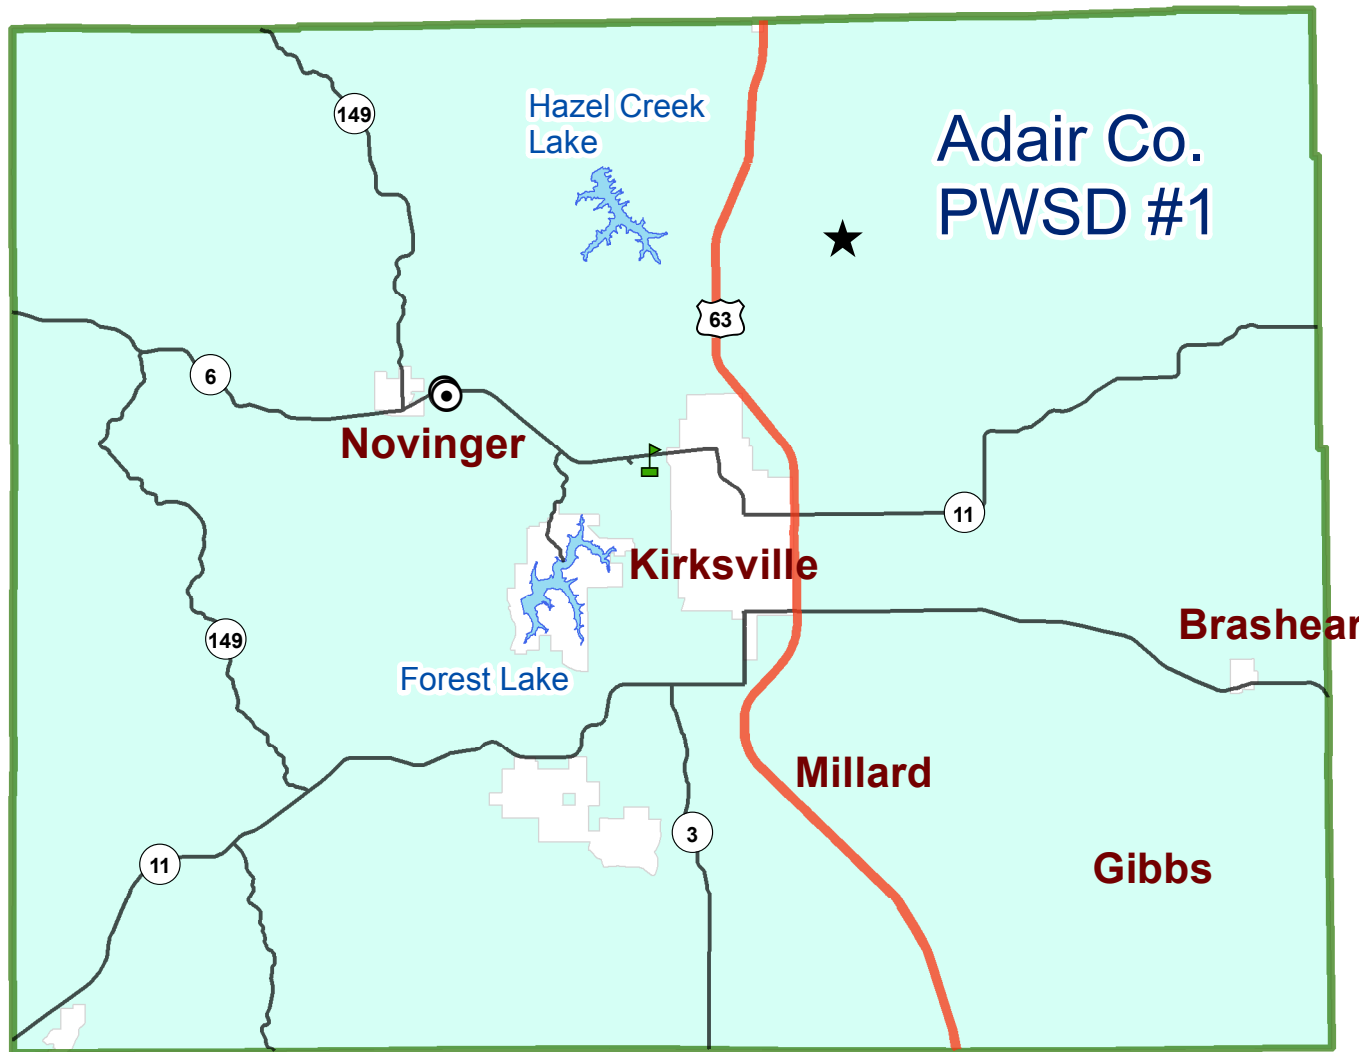 Hazel Creek
Lake
149
Adair Co.
PWSD #1
63
6
Novinger
11
Kirksville
Brashear
149
Forest Lake
Millard
3
11
Gibbs